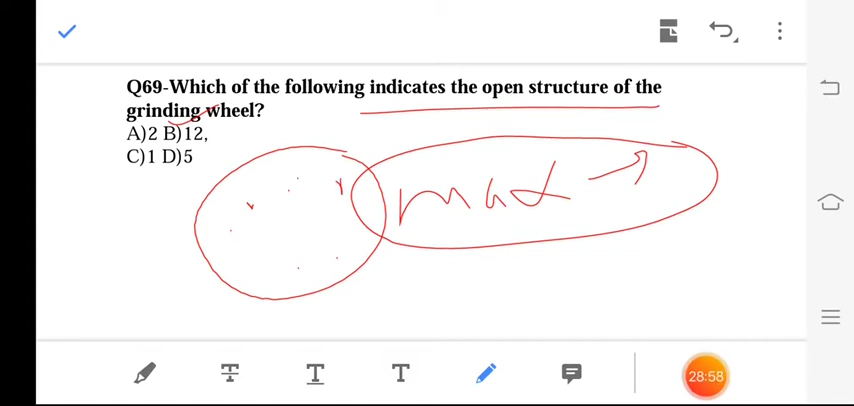 Q69-Which of the following indicates the open structure of the
grinding wheel?
A)2 B)12,
C)1 D)5
max
T T T
28:58